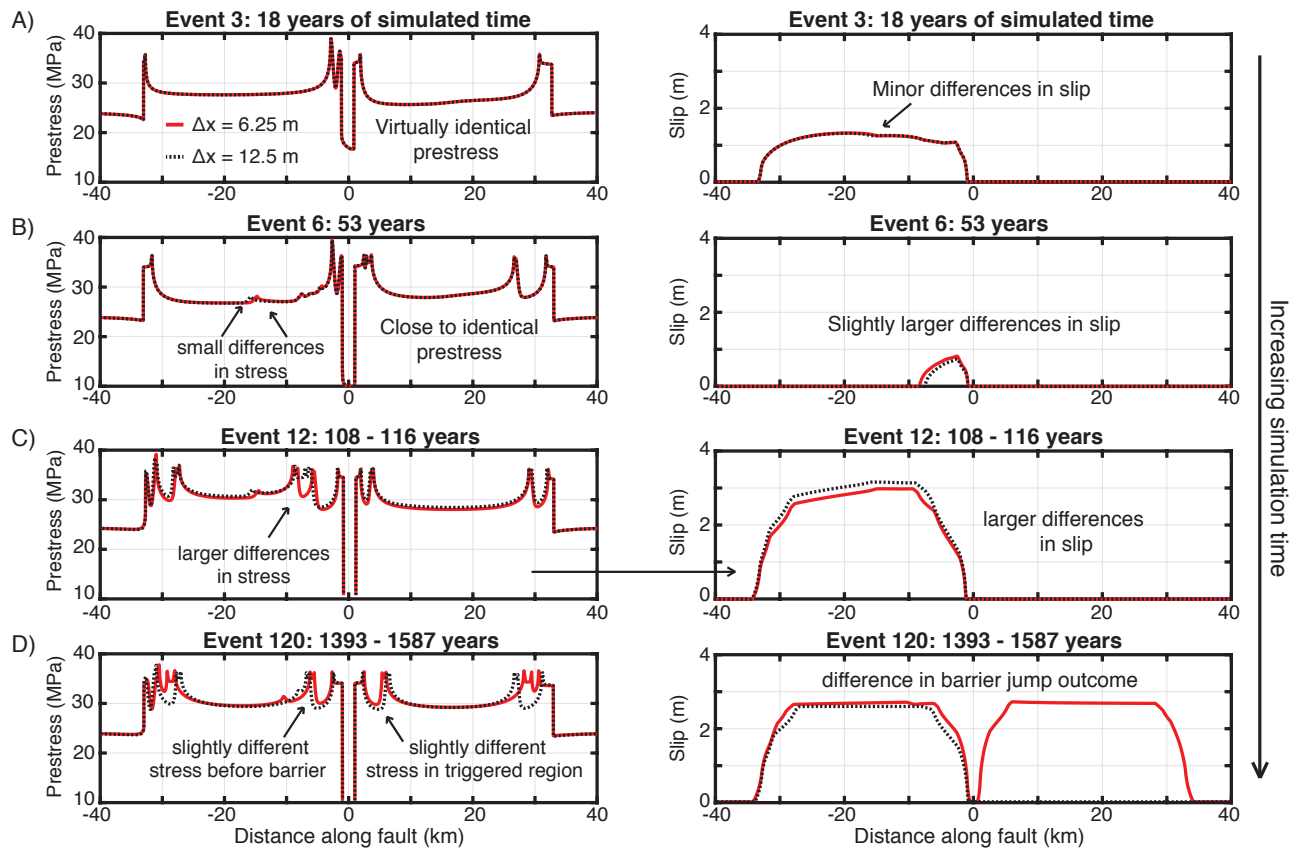 A)
Event 3: 18 years of simulated time
Prestress (MPa)
40
30
20
10
Δx = 6.25 m
Δx = 12.5 m
Virtually identical
prestress
-40
-20
0
20
40
Event 3: 18 years of simulated time
Slip (m)
4
2
0
Minor differences in slip
-40
-20
0
20
40
B)
Event 6: 53 years
Prestress (MPa)
40
30
20
10
small differences
in stress
Close to identical
prestress
-40
-20
0
20
40
Event 6: 53 years
Slip (m)
4
2
0
Slightly larger differences in slip
-40
-20
0
20
40
C)
Event 12: 108 - 116 years
Prestress (MPa)
40
30
20
10
larger differences
in stress
-40
-20
0
20
40
Event 12: 108 - 116 years
Slip (m)
4
2
0
larger differences
in slip
-40
-20
0
20
40
D)
Event 120: 1393 - 1587 years
Prestress (MPa)
40
30
20
10
slightly different
stress before barrier
slightly different
stress in triggered region
-40
-20
0
20
40
Distance along fault (km)
Event 120: 1393 - 1587 years
Slip (m)
4
2
0
difference in barrier jump outcome
-40
-20
0
20
40
Distance along fault (km)
Increasing simulation time